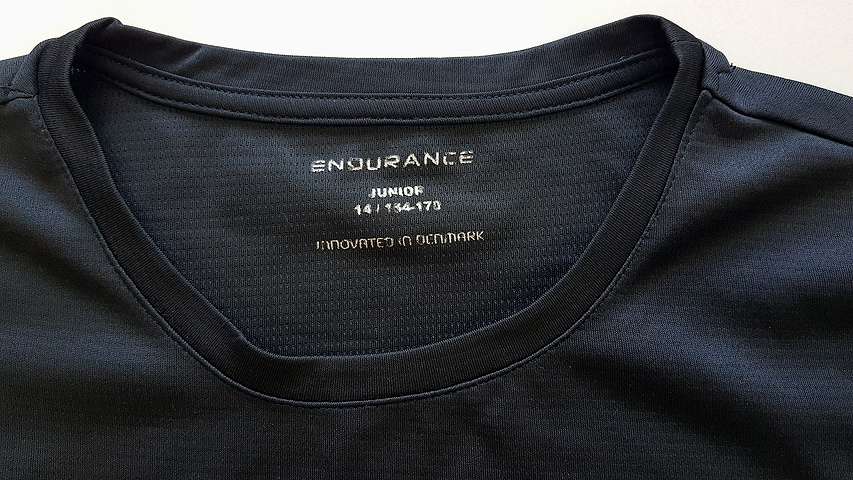 ENDURANCE
JUNIOR
14 / 164-170
INNOVATED IN DENMARK